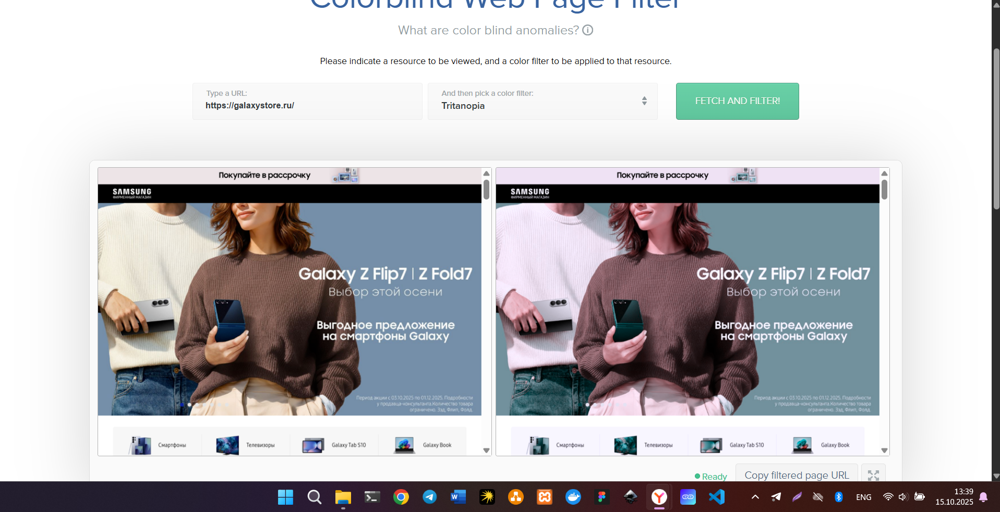 Colorblind Web Page Filter
What are color blind anomalies?
Please indicate a resource to be viewed, and a color filter to be applied to that resource.
Type a URL:
https://galaxystore.ru/
And then pick a color filter:
Tritanopia
FETCH AND FILTER!
Покупайте в рассрочку
SAMSUNG
ФИРМЕННЫЙ МАГАЗИН
Galaxy Z Flip7 | Z Fold7
Выбор этой осени
Выгодное предложение
на смартфоны Galaxy
Период акции с 03.10.2025 по 01.12.2025. Подробности
у продавца-консультанта.Количество товара
ограничено. Зэд, Флип, Фолд.
Смартфоны
Телевизоры
Galaxy Tab S10
Galaxy Book
Покупайте в рассрочку
SAMSUNG
ФИРМЕННЫЙ МАГАЗИН
Galaxy Z Flip7 | Z Fold7
Выбор этой осени
Выгодное предложение
на смартфоны Galaxy
Период акции с 03.10.2025 по 01.12.2025. Подробности
у продавца-консультанта.Количество товара
ограничено. Зэд, Флип, Фолд.
Смартфоны
Телевизоры
Galaxy Tab S10
Galaxy Book
Ready
Copy filtered page URL
ENG
13:39
15.10.2025